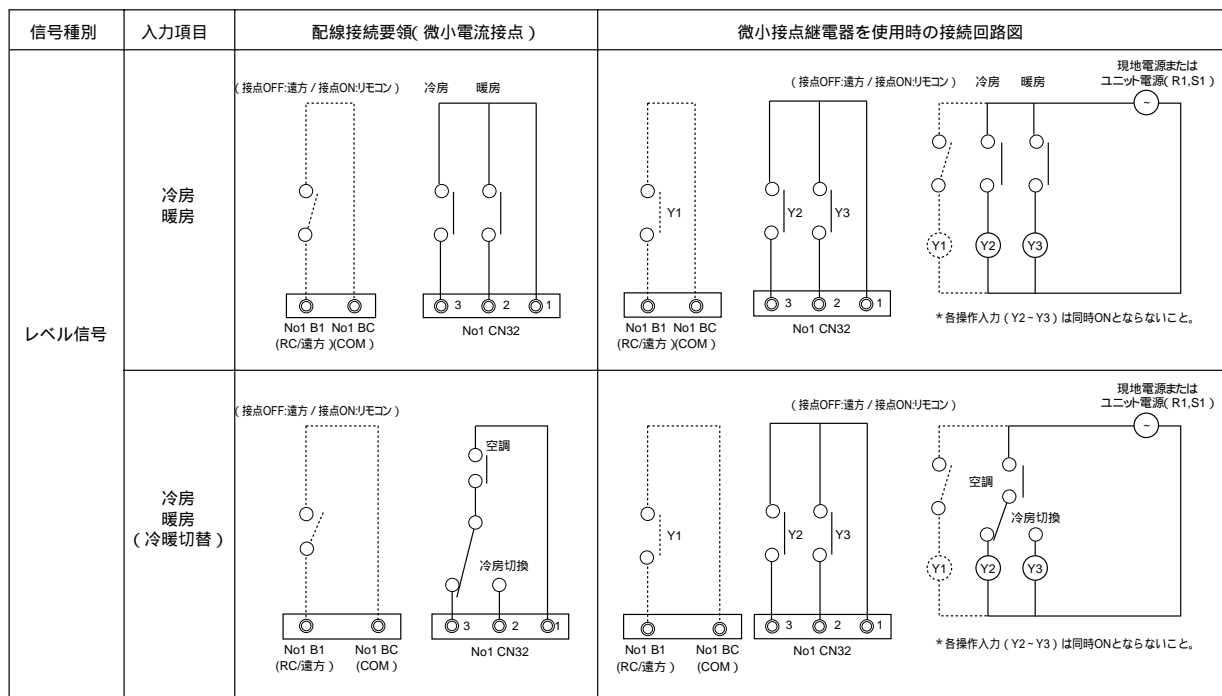 信号種別
入力項目
配線接続要領(微小電流接点)
微小接点継電器を使用時の接続回路図
レベル信号
冷房
暖房
(接点OFF:遠方 / 接点ON:リモコン)
冷房 暖房
3 2 1
No1 B1 No1 BC
(RC/遠方)(COM)
No1 CN32
(接点OFF:遠方 / 接点ON:リモコン)
冷房 暖房
現地電源または
ユニット電源(R1,S1)
~
Y1 Y2 Y3
Y1 Y2 Y3
3 2 1
No1 B1 No1 BC
(RC/遠方)(COM)
No1 CN32
*各操作入力(Y2~Y3)は同時ONとならないこと。
冷房
暖房
(冷暖切替)
(接点OFF:遠方 / 接点ON:リモコン)
空調
冷房切換
3 2 1
No1 B1 No1 BC
(RC/遠方) (COM)
No1 CN32
(接点OFF:遠方 / 接点ON:リモコン)
現地電源または
ユニット電源(R1,S1)
~
空調
冷房切換
Y1 Y2 Y3
Y1 Y2 Y3
3 2 1
No1 B1 No1 BC
(RC/遠方) (COM)
No1 CN32
*各操作入力(Y2~Y3)は同時ONとならないこと。